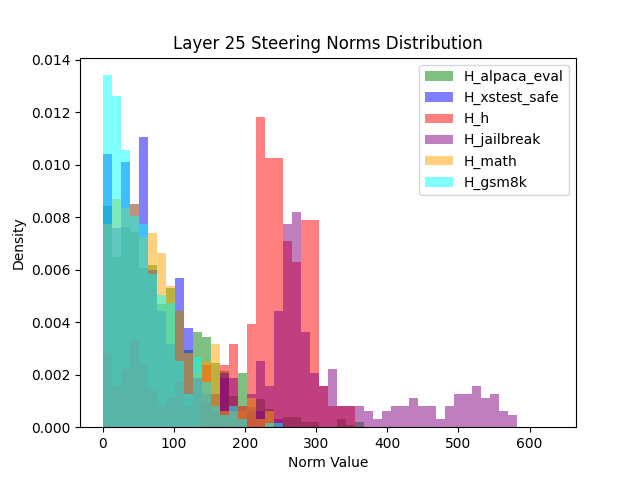 Layer 25 Steering Norms Distribution
Density
0.014
0.012
0.010
0.008
0.006
0.004
0.002
0.000
H_alpaca_eval
H_xstest_safe
H_h
H_jailbreak
H_math
H_gsm8k
0 100 200 300 400 500 600
Norm Value